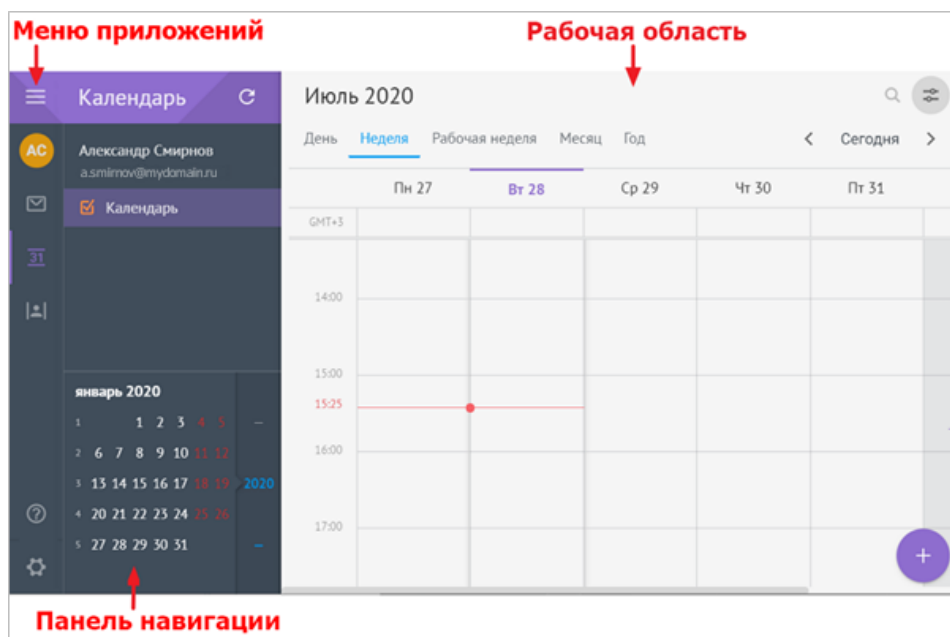 Меню приложений
Рабочая область
Календарь
Июль 2020
АС
Александр Смирнов
a.smirnov@mydomain.ru
День Неделя Рабочая неделя Месяц Год
Сегодня
Календарь
Пн 27 Вт 28 Ср 29 Чт 30 Пт 31
GMT+3
31
14:00
15:00
15:25
16:00
17:00
январь 2020
1 1 2 3 4 5
2 6 7 8 9 10 11 12
3 13 14 15 16 17 18 19 2020
4 20 21 22 23 24 25 26
5 27 28 29 30 31
Панель навигации